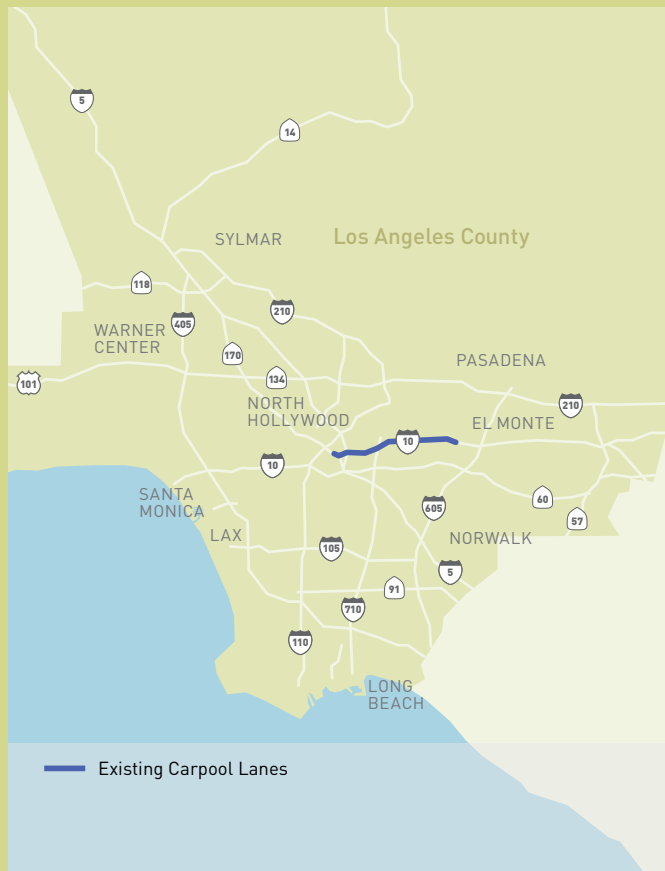 5
14
SYLMAR
Los Angeles County
118
210
405
WARNER
CENTER
170
134
PASADENA
101
NORTH
HOLLYWOOD
210
EL MONTE
10
10
SANTA
MONICA
60
605
57
LAX
NORWALK
105
5
91
710
110
LONG
BEACH
Existing Carpool Lanes